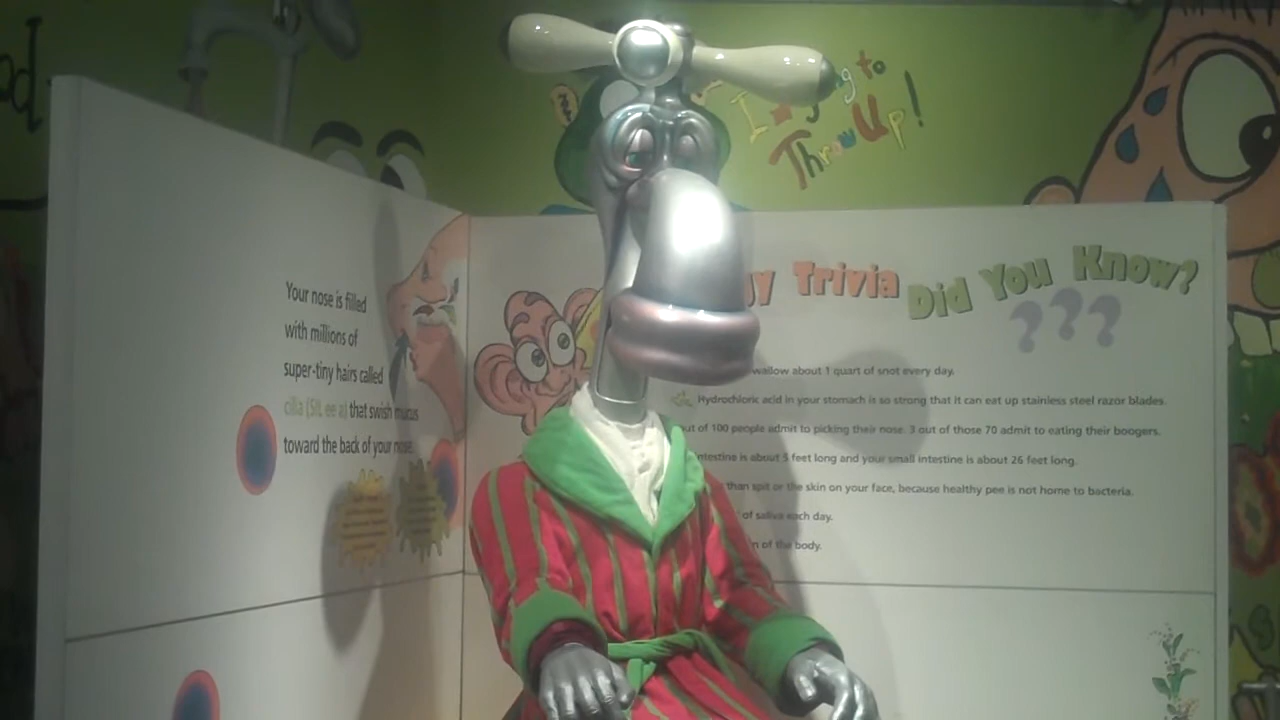 to
Throw Up!
Your nose is filled
with millions of
super-tiny hairs called
cilia (SIL ee a) that swish mucus
toward the back of your nose.
Trivia Did You Know?
???
swallow about 1 quart of snot every day.
Hydrochloric acid in your stomach is so strong that it can eat up stainless steel razor blades.
out of 100 people admit to picking their nose. 3 out of those 70 admit to eating their boogers.
intestine is about 5 feet long and your small intestine is about 26 feet long.
than spit or the skin on your face, because healthy pee is not home to bacteria.
of saliva each day.
of the body.